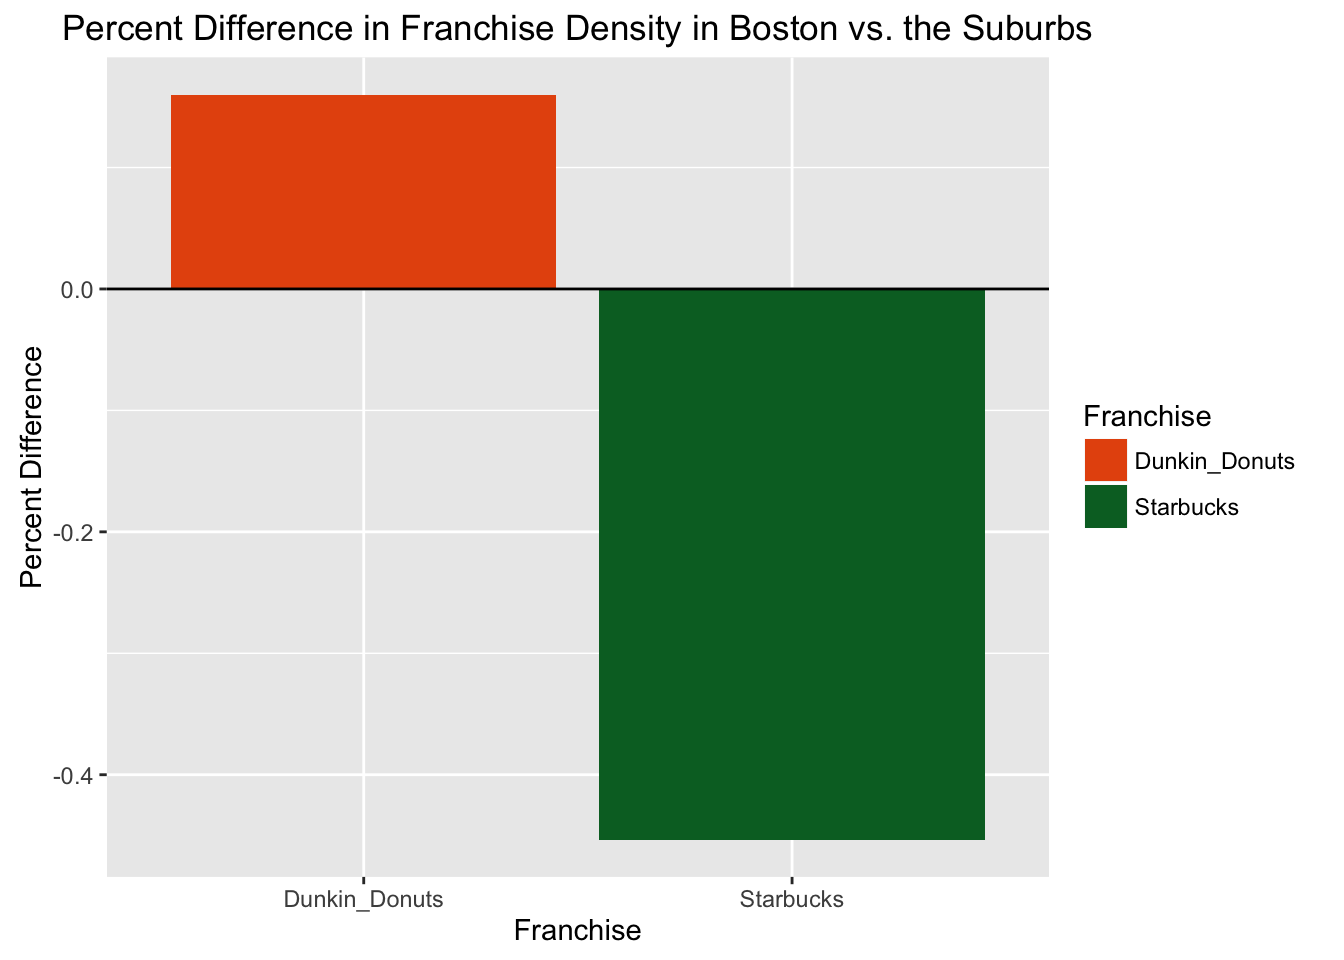 Percent Difference in Franchise Density in Boston vs. the Suburbs
Percent Difference
0.0
-0.2
-0.4
Dunkin_Donuts
Starbucks
Franchise
Franchise
Dunkin_Donuts
Starbucks